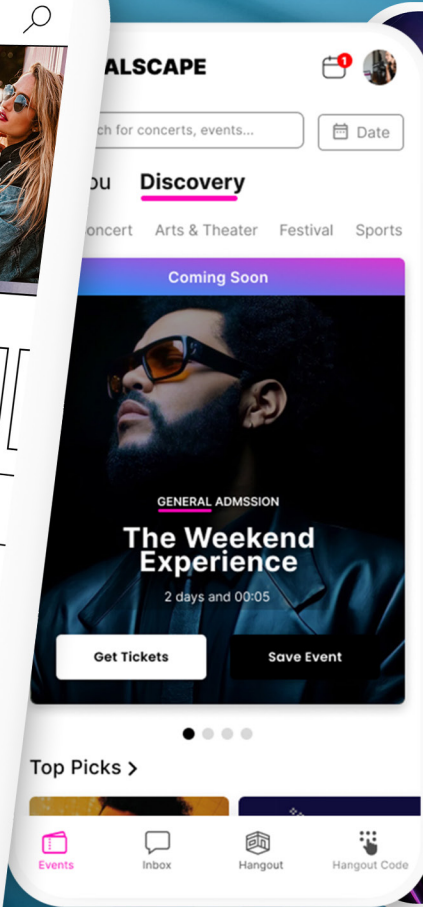 ALSCAPE
1
ch for concerts, events...
Date
ou
Discovery
oncert
Arts & Theater
Festival
Sports
Coming Soon
GENERAL ADMSSION
The Weekend
Experience
2 days and 00:05
Get Tickets
Save Event
Top Picks >
Events
Inbox
Hangout
Hangout Code